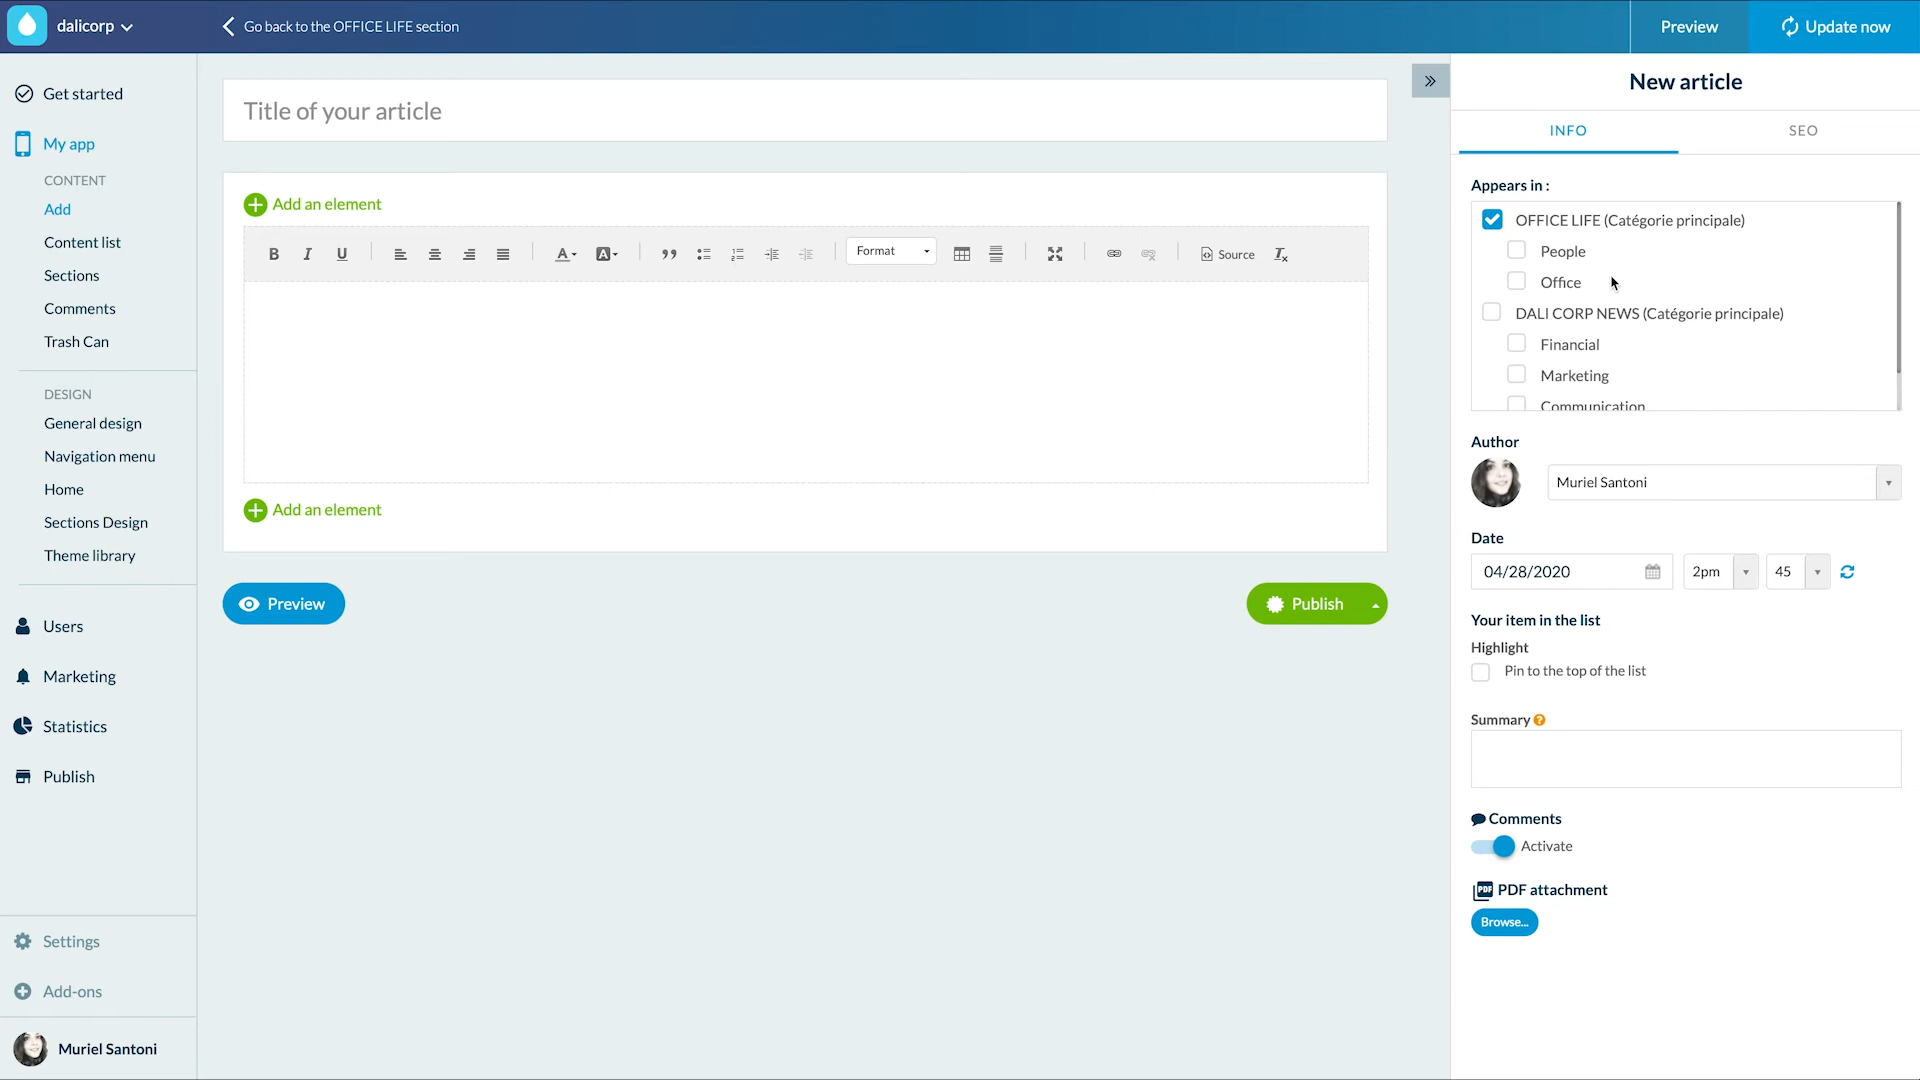 dalicorp
Go back to the OFFICE LIFE section
Preview
Update now
Get started
My app
CONTENT
Add
Content list
Sections
Comments
Trash Can
DESIGN
General design
Navigation menu
Home
Sections Design
Theme library
Users
Marketing
Statistics
Publish
Settings
Add-ons
Muriel Santoni
Title of your article
Add an element
B I U A A Format Source
Add an element
Preview
Publish
New article
INFO SEO
Appears in :
OFFICE LIFE (Catégorie principale)
People
Office
DALI CORP NEWS (Catégorie principale)
Financial
Marketing
Communication
Author
Muriel Santoni
Date
04/28/2020 2pm 45
Your item in the list
Highlight
Pin to the top of the list
Summary ?
Comments
Activate
PDF PDF attachment
Browse...